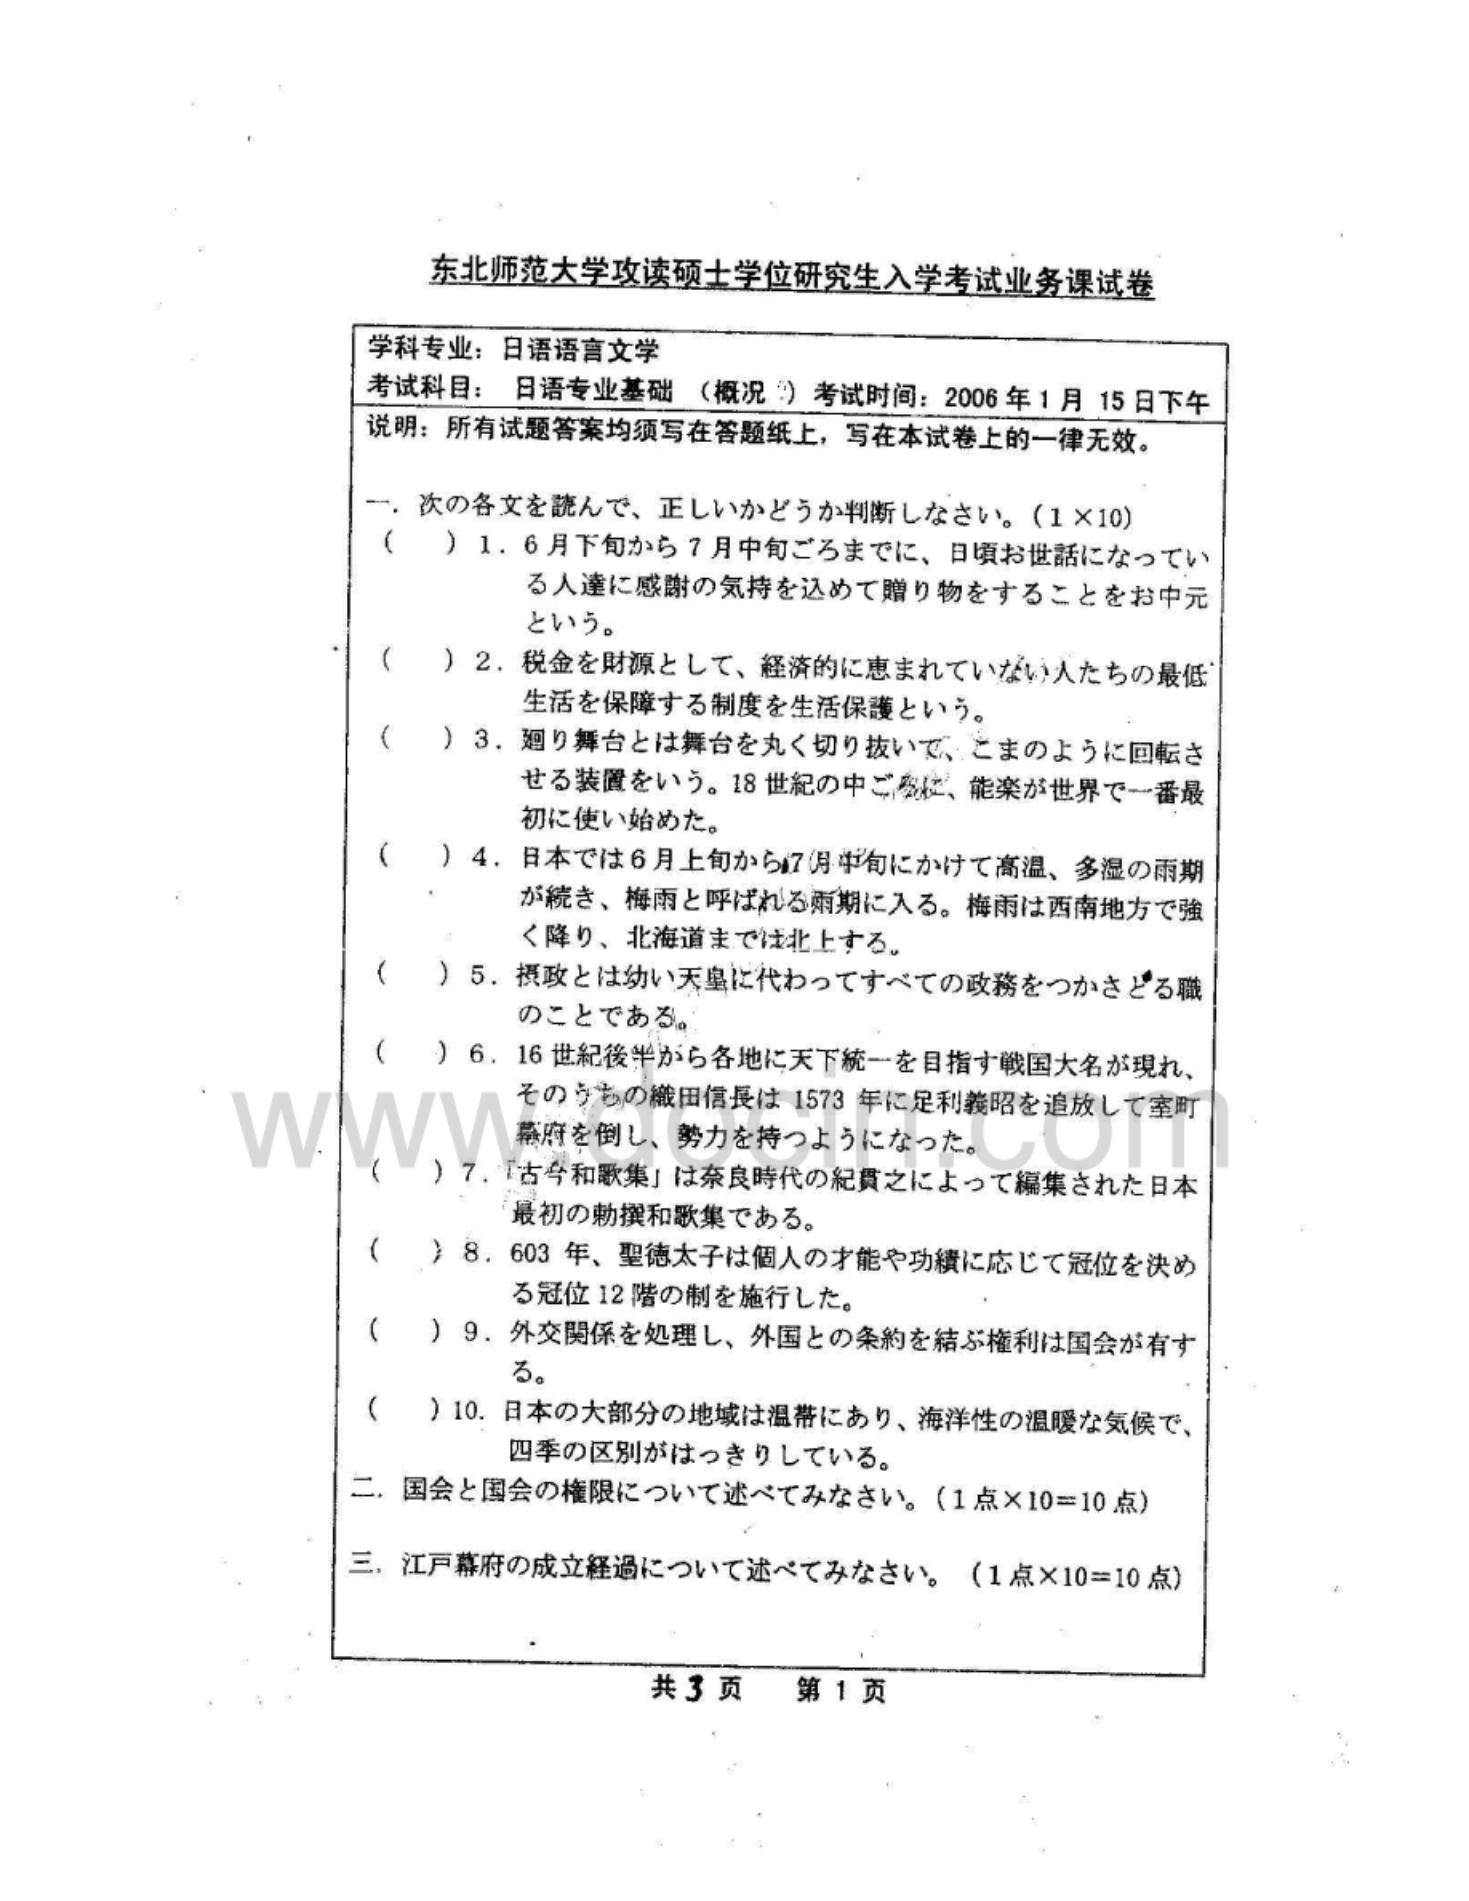 东北师范大学攻读硕士学位研究生入学考试业务课试卷
学科专业：日语语言文学
考试科目： 日语专业基础 （概况 ）考试时间：2006年1月 15日下午
说明：所有试题答案均须写在答题纸上，写在本试卷上的一律无效。
一．次の各文を読んで、正しいかどうか判断しなさい。（1×10）
（ ）1．6月下旬から7月中旬ごろまでに、日頃お世話になってい
る人達に感謝の気持を込めて贈り物をすることをお中元
という。
（ ）2．税金を財源として、経済的に恵まれていない人たちの最低
生活を保障する制度を生活保護という。
（ ）3．廻り舞台とは舞台を丸く切り抜いて、こまのように回転さ
せる装置をいう。18世紀の中ごろに、能楽が世界で一番最
初に使い始めた。
（ ）4．日本では6月上旬から7月中旬にかけて高温、多湿の雨期
が続き、梅雨と呼ばれる雨期に入る。梅雨は西南地方で強
く降り、北海道までは北上する。
（ ）5．摂政とは幼い天皇に代わってすべての政務をつかさどる職
のことである。
（ ）6．16世紀後半から各地に天下統一を目指す戦国大名が現れ、
そのうちの織田信長は 1573 年に足利義昭を追放して室町
幕府を倒し、勢力を持つようになった。
（ ）7．「古今和歌集」は奈良時代の紀貫之によって編集された日本
最初の勅撰和歌集である。
（ ）8．603 年、聖徳太子は個人の才能や功績に応じて冠位を決め
る冠位12階の制を施行した。
（ ）9．外交関係を処理し、外国との条約を結ぶ権利は国会が有す
る。
（ ）10．日本の大部分の地域は温帯にあり、海洋性の温暖な気候で、
四季の区別がはっきりしている。
二．国会と国会の権限について述べてみなさい。（1点×10＝10点）
三．江戸幕府の成立経過について述べてみなさい。（1点×10＝10点）
共3页 第1页
www.docin.com